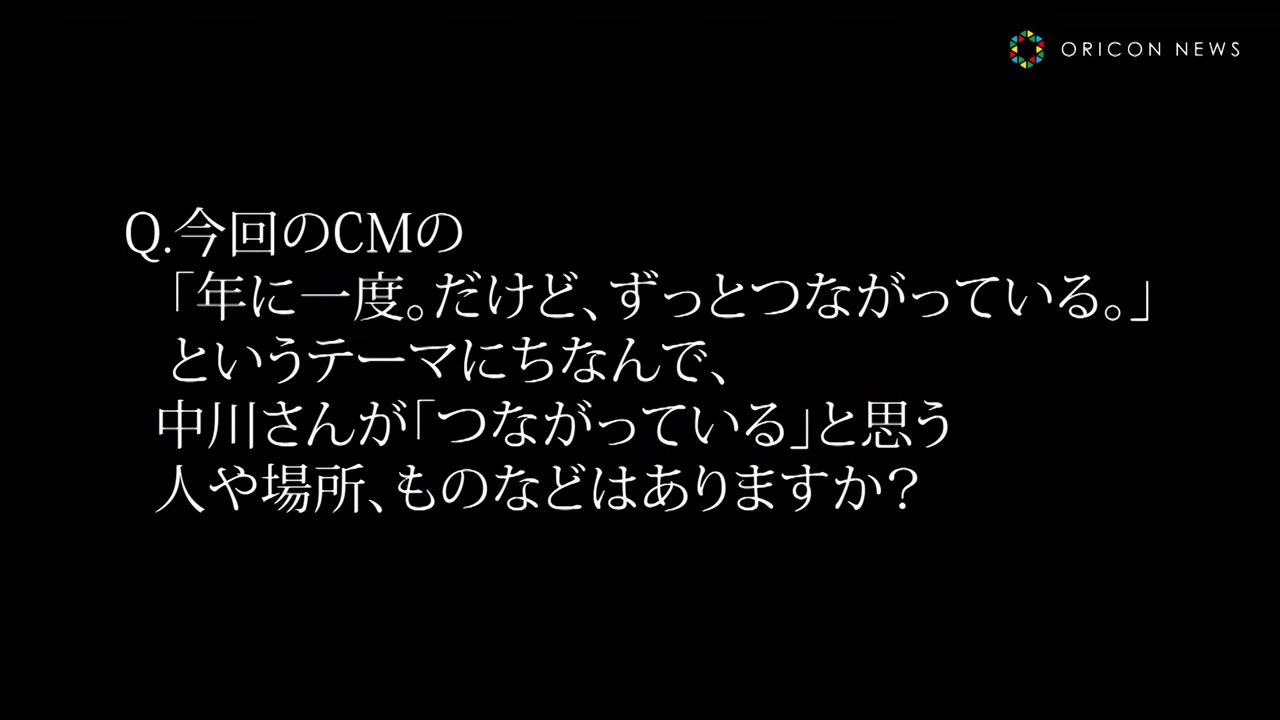 ORICON NEWS
Q.今回のCMの
「年に一度。だけど、ずっとつながっている。」
というテーマにちなんで、
中川さんが「つながっている」と思う
人や場所、ものなどはありますか？